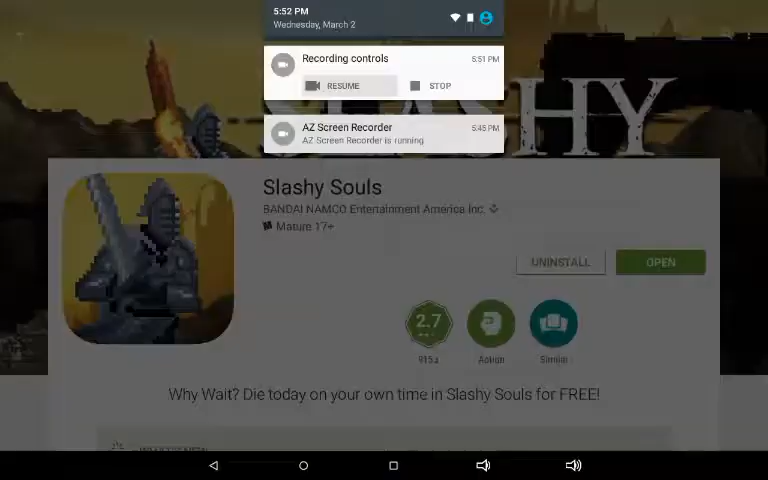 5:52 PM
Wednesday, March 2
Recording controls
5:51 PM
RESUME
STOP
AZ Screen Recorder
5:45 PM
AZ Screen Recorder is running
SLASHY
Slashy Souls
BANDAI NAMCO Entertainment America Inc.
Mature 17+
UNINSTALL
OPEN
2.7
Action
Similar
Why Wait? Die today on your own time in Slashy Souls for FREE!